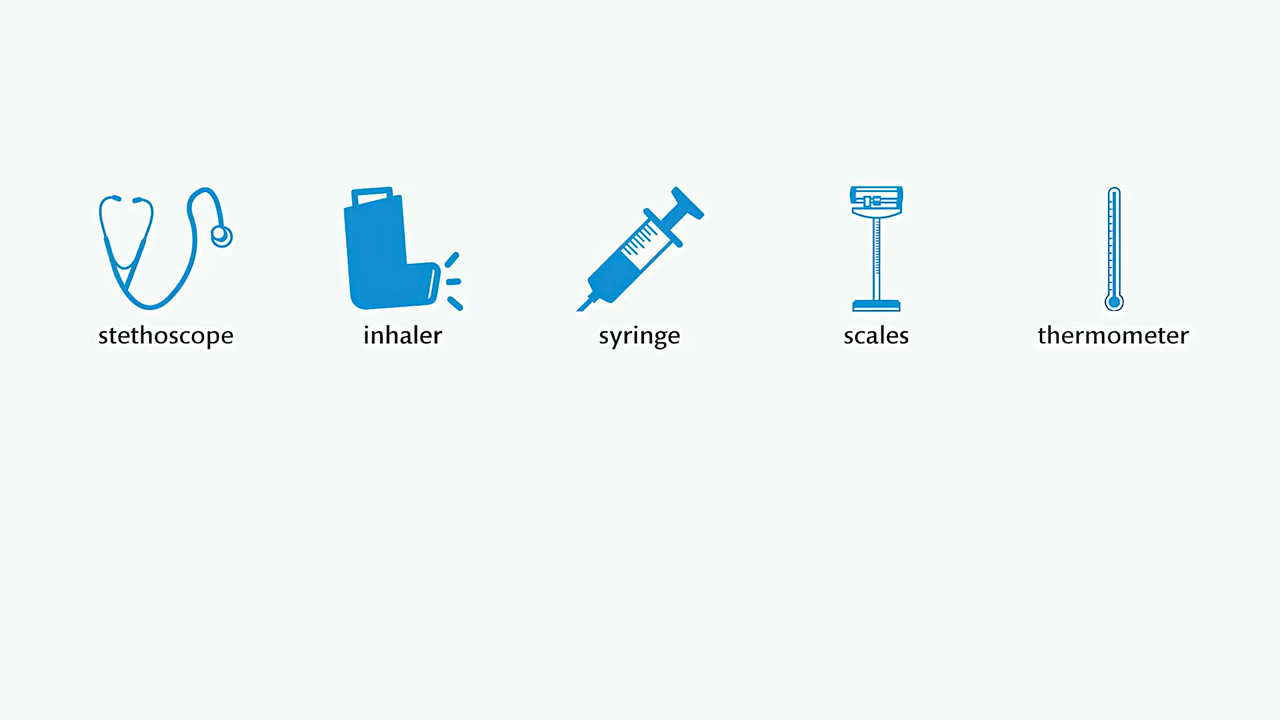 stethoscope
inhaler
syringe
scales
thermometer